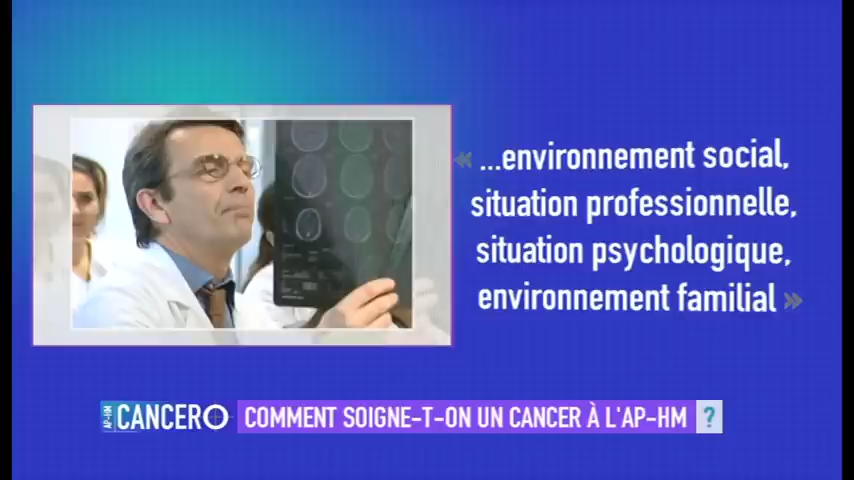 « ...environnement social,
situation professionnelle,
situation psychologique,
environnement familial »
AP-HM
CANCERO
COMMENT SOIGNE-T-ON UN CANCER À L'AP-HM ?